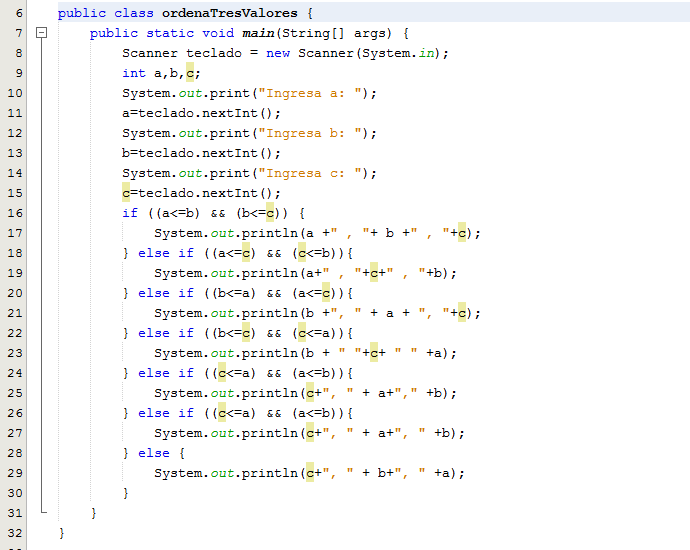 6 public class ordenaTresValores {
7 public static void main(String[] args) {
8 Scanner teclado = new Scanner(System.in);
9 int a,b,c;
10 System.out.print("Ingresa a: ");
11 a=teclado.nextInt();
12 System.out.print("Ingresa b: ");
13 b=teclado.nextInt();
14 System.out.print("Ingresa c: ");
15 c=teclado.nextInt();
16 if ((a<=b) && (b<=c)) {
17 System.out.println(a +" , "+ b +" , "+c);
18 } else if ((a<=c) && (c<=b)){
19 System.out.println(a+" , "+c+" , "+b);
20 } else if ((b<=a) && (a<=c)){
21 System.out.println(b +", " + a + ", "+c);
22 } else if ((b<=c) && (c<=a)){
23 System.out.println(b + " "+c+ " " +a);
24 } else if ((c<=a) && (a<=b)){
25 System.out.println(c+", " + a+"," +b);
26 } else if ((c<=a) && (a<=b)){
27 System.out.println(c+", " + a+", " +b);
28 } else {
29 System.out.println(c+", " + b+", " +a);
30 }
31 }
32 }